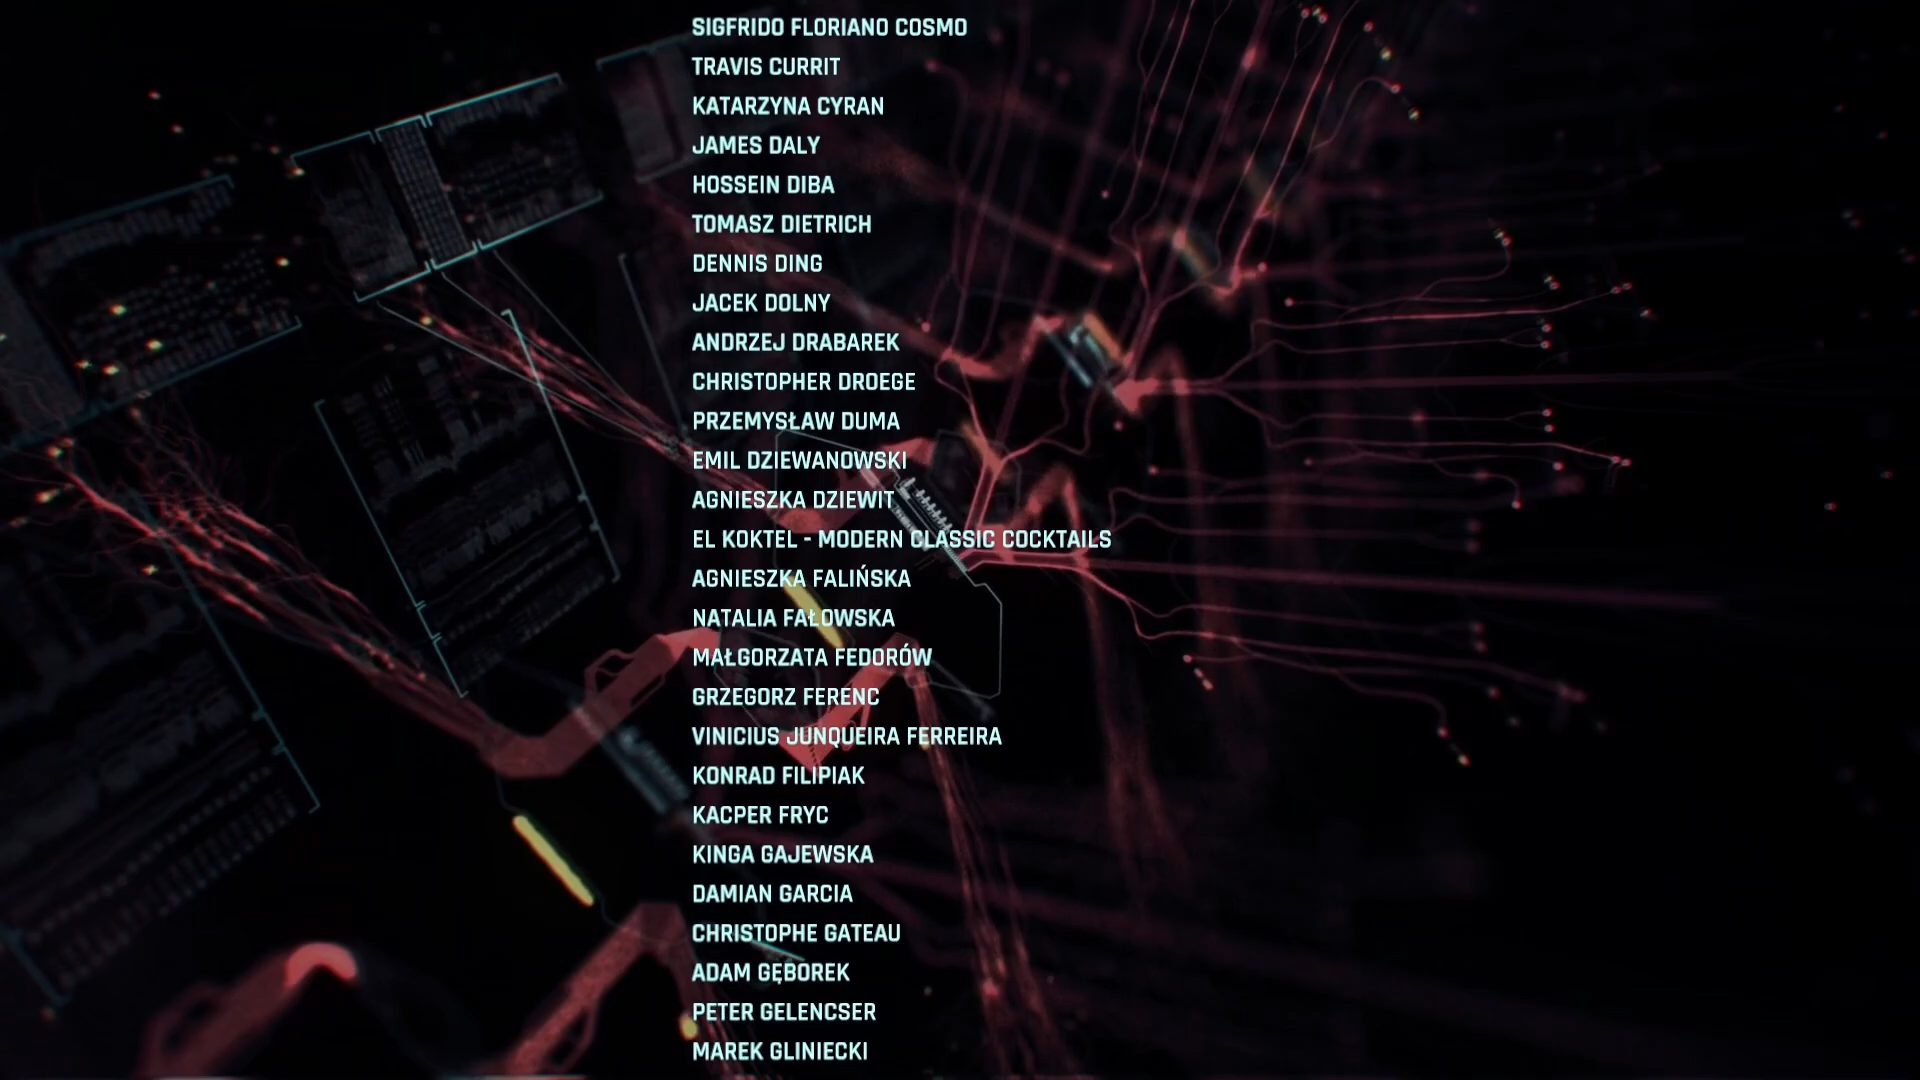 SIGFRIDO FLORIANO COSMO
TRAVIS CURRIT
KATARZYNA CYRAN
JAMES DALY
HOSSEIN DIBA
TOMASZ DIETRICH
DENNIS DING
JACEK DOLNY
ANDRZEJ DRABAREK
CHRISTOPHER DROEGE
PRZEMYSŁAW DUMA
EMIL DZIEWANOWSKI
AGNIESZKA DZIEWIT
EL KOKTEL - MODERN CLASSIC COCKTAILS
AGNIESZKA FALIŃSKA
NATALIA FAŁOWSKA
MAŁGORZATA FEDORÓW
GRZEGORZ FERENC
VINICIUS JUNQUEIRA FERREIRA
KONRAD FILIPIAK
KACPER FRYC
KINGA GAJEWSKA
DAMIAN GARCIA
CHRISTOPHE GATEAU
ADAM GĘBOREK
PETER GELENCSER
MAREK GLINIECKI